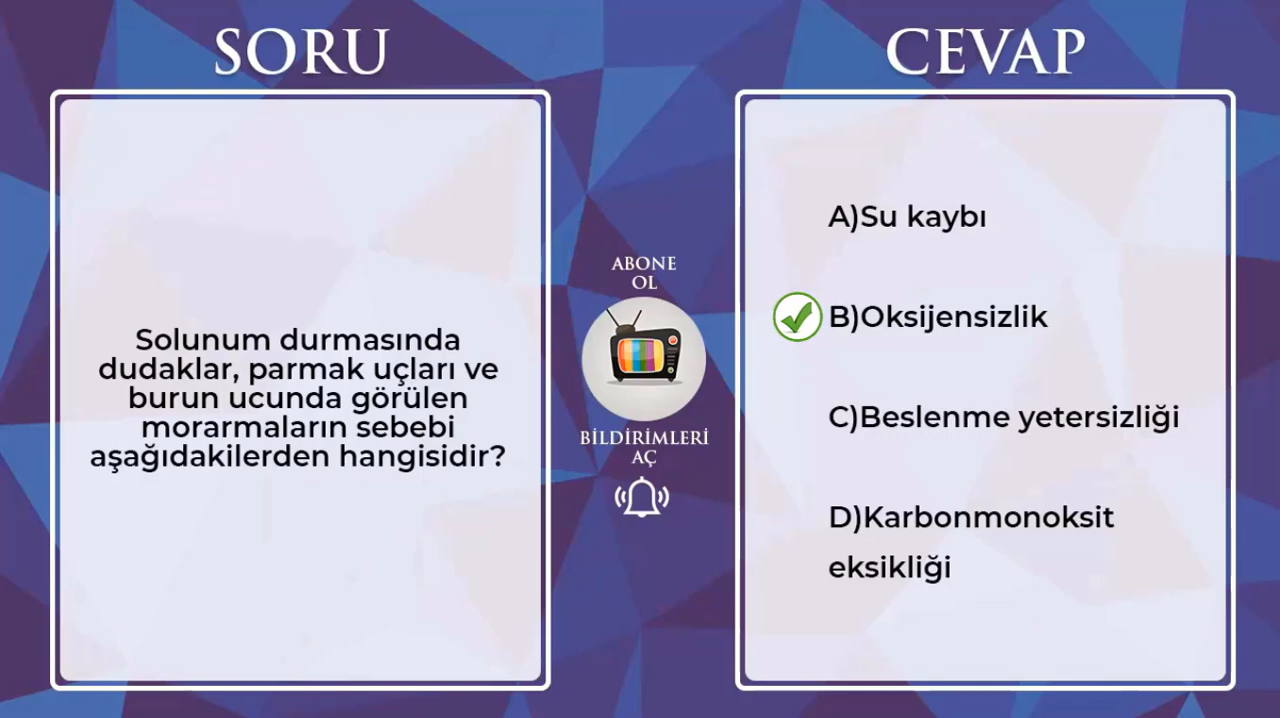 SORU
Solunum durmasında
dudaklar, parmak uçları ve
burun ucunda görülen
morarmaların sebebi
aşağıdakilerden hangisidir?
ABONE
OL
BİLDİRİMLERİ
AÇ
CEVAP
A)Su kaybı
B)Oksijensizlik
C)Beslenme yetersizliği
D)Karbonmonoksit
eksikliği